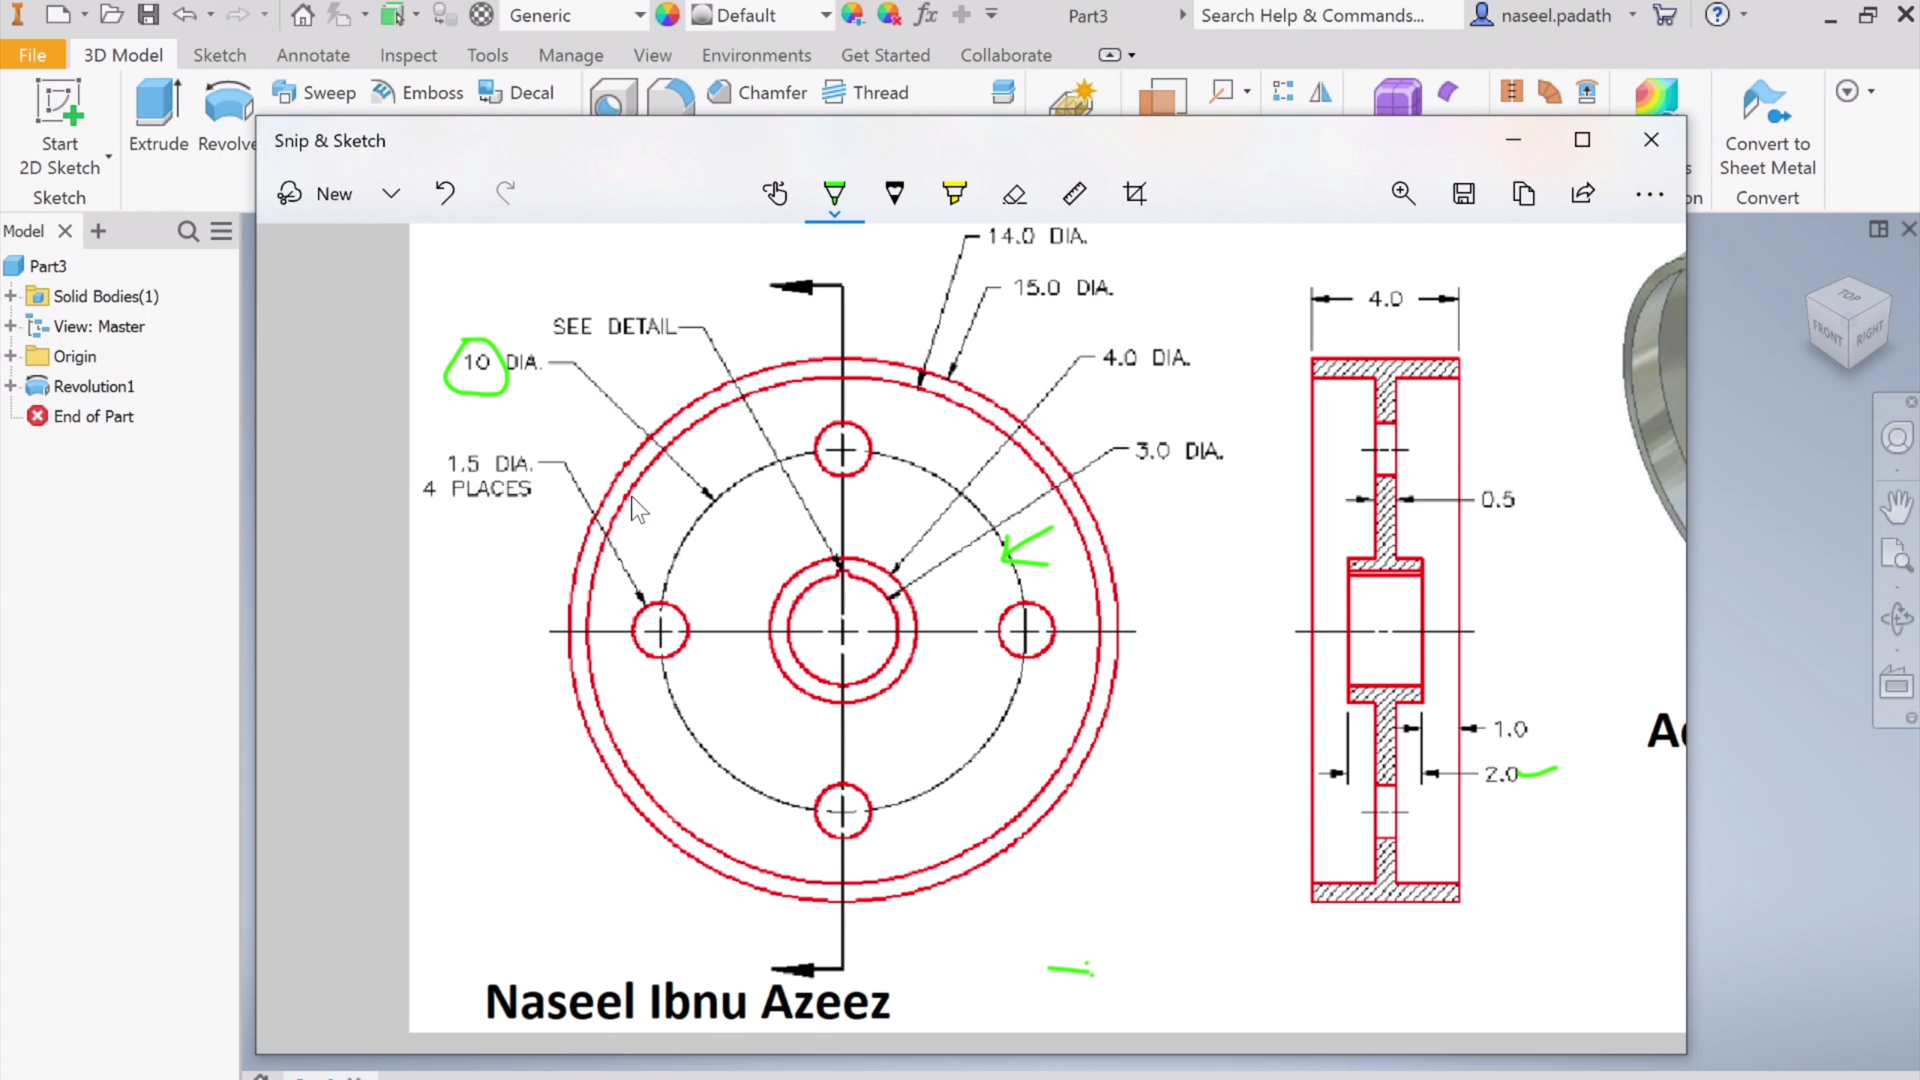 Generic
Default
Part3
Search Help & Commands...
naseel.padath
File
3D Model
Sketch
Annotate
Inspect
Tools
Manage
View
Environments
Get Started
Collaborate
Start
2D Sketch
Sketch
Extrude
Revolve
Sweep
Emboss
Decal
Chamfer
Thread
Convert to
Sheet Metal
Convert
Snip & Sketch
New
Model
Part3
Solid Bodies(1)
View: Master
Origin
Revolution1
End of Part
14.0 DIA.
15.0 DIA.
SEE DETAIL
10 DIA.
4.0 DIA.
3.0 DIA.
1.5 DIA.
4 PLACES
4.0
0.5
1.0
2.0
Naseel Ibnu Azeez
TOP
FRONT
RIGHT